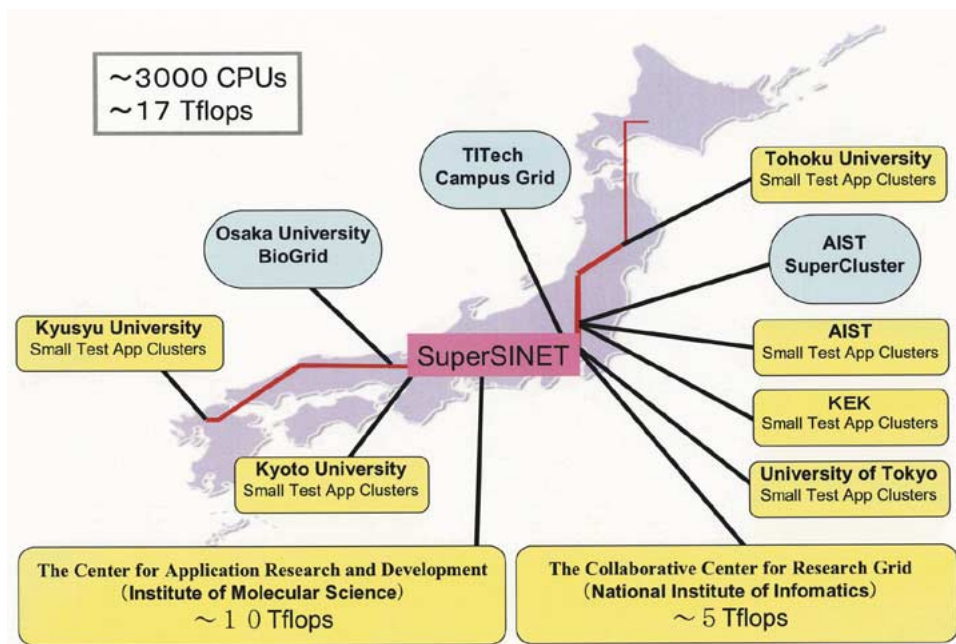 ~3000 CPUs
~17 Tflops
TITech
Campus Grid
Tohoku University
Small Test App Clusters
Osaka University
BioGrid
AIST
SuperCluster
Kyusyu University
Small Test App Clusters
SuperSINET
AIST
Small Test App Clusters
KEK
Small Test App Clusters
Kyoto University
Small Test App Clusters
University of Tokyo
Small Test App Clusters
The Center for Application Research and Development
(Institute of Molecular Science)
~10 Tflops
The Collaborative Center for Research Grid
(National Institute of Infomatics)
~5 Tflops